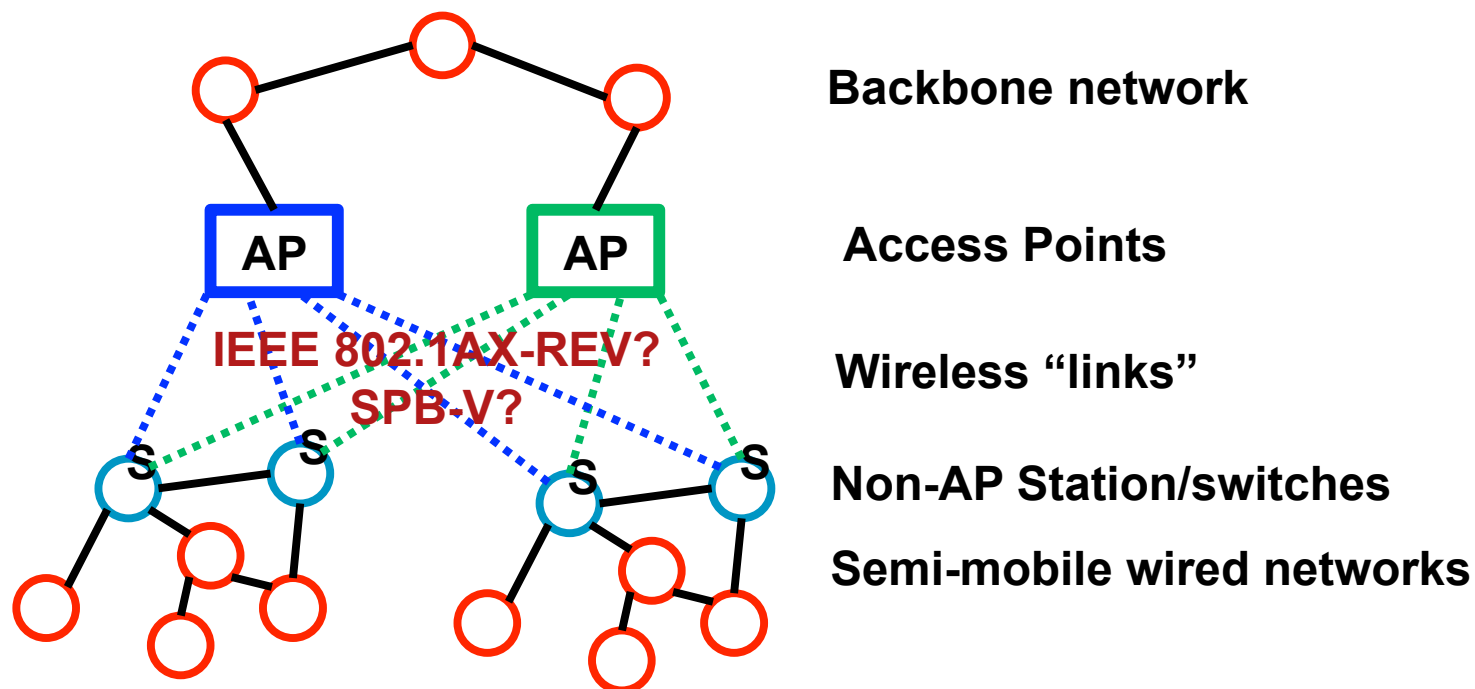 Backbone network
AP
AP
Access Points
IEEE 802.1AX-REV?
SPB-V?
Wireless “links”
S
S
S
S
Non-AP Station/switches
Semi-mobile wired networks